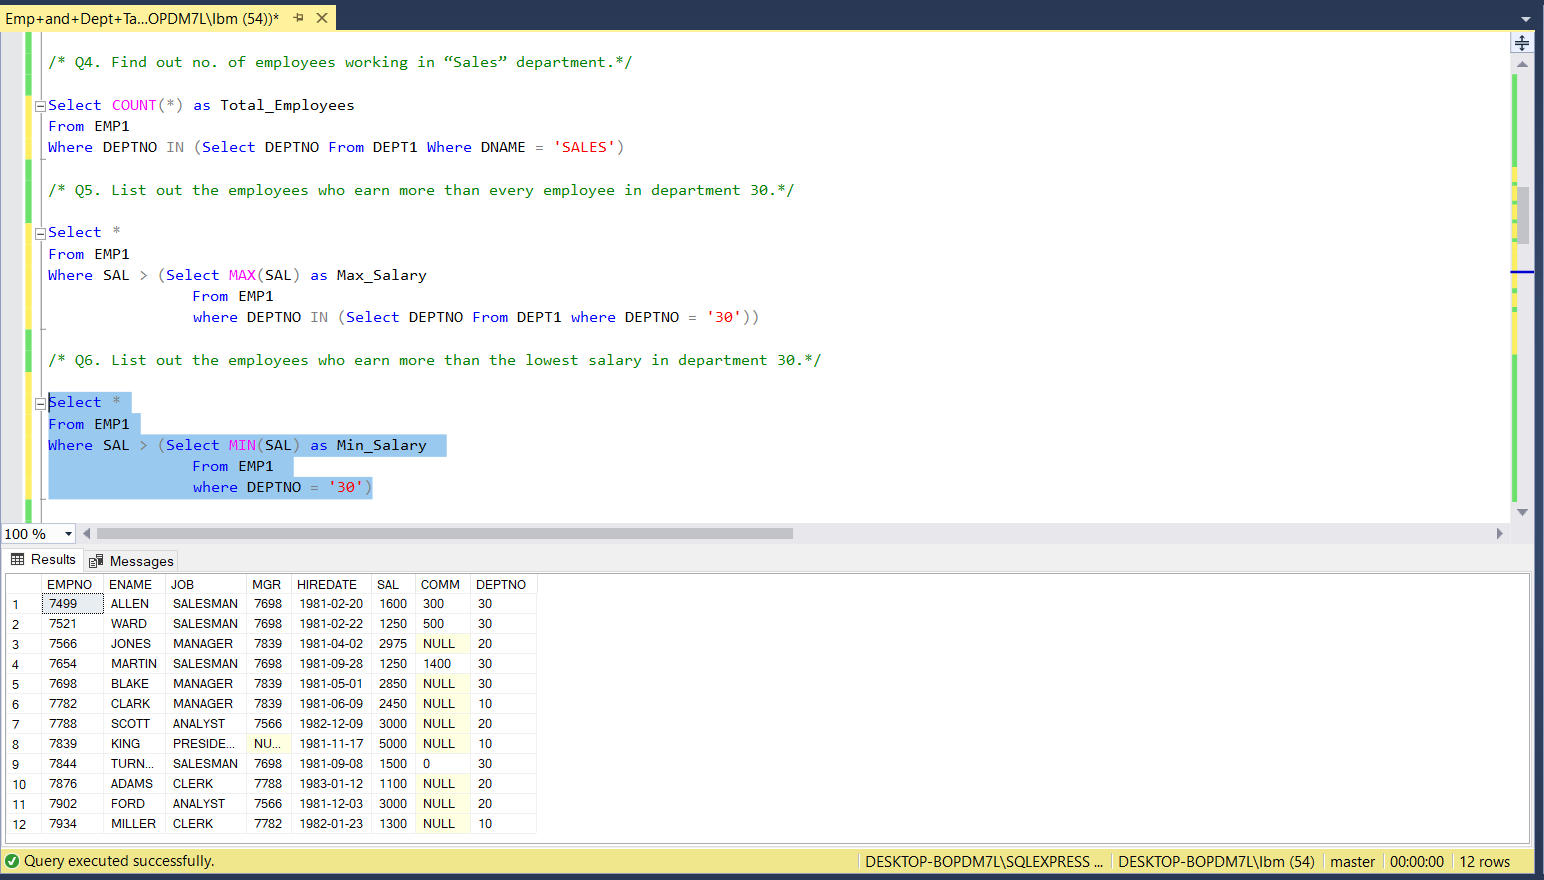 Emp+and+Dept+Ta...OPDM7L\Ibm (54))*
/* Q4. Find out no. of employees working in “Sales” department.*/
Select COUNT(*) as Total_Employees
From EMP1
Where DEPTNO IN (Select DEPTNO From DEPT1 Where DNAME = 'SALES')
/* Q5. List out the employees who earn more than every employee in department 30.*/
Select *
From EMP1
Where SAL > (Select MAX(SAL) as Max_Salary
From EMP1
where DEPTNO IN (Select DEPTNO From DEPT1 where DEPTNO = '30'))
/* Q6. List out the employees who earn more than the lowest salary in department 30.*/
Select *
From EMP1
Where SAL > (Select MIN(SAL) as Min_Salary
From EMP1
where DEPTNO = '30')
100 %
Results Messages
EMPNO ENAME JOB MGR HIREDATE SAL COMM DEPTNO
1 7499 ALLEN SALESMAN 7698 1981-02-20 1600 300 30
2 7521 WARD SALESMAN 7698 1981-02-22 1250 500 30
3 7566 JONES MANAGER 7839 1981-04-02 2975 NULL 20
4 7654 MARTIN SALESMAN 7698 1981-09-28 1250 1400 30
5 7698 BLAKE MANAGER 7839 1981-05-01 2850 NULL 30
6 7782 CLARK MANAGER 7839 1981-06-09 2450 NULL 10
7 7788 SCOTT ANALYST 7566 1982-12-09 3000 NULL 20
8 7839 KING PRESIDE... NU... 1981-11-17 5000 NULL 10
9 7844 TURN... SALESMAN 7698 1981-09-08 1500 0 30
10 7876 ADAMS CLERK 7788 1983-01-12 1100 NULL 20
11 7902 FORD ANALYST 7566 1981-12-03 3000 NULL 20
12 7934 MILLER CLERK 7782 1982-01-23 1300 NULL 10
Query executed successfully. DESKTOP-BOPDM7L\SQLEXPRESS ... DESKTOP-BOPDM7L\Ibm (54) master 00:00:00 12 rows